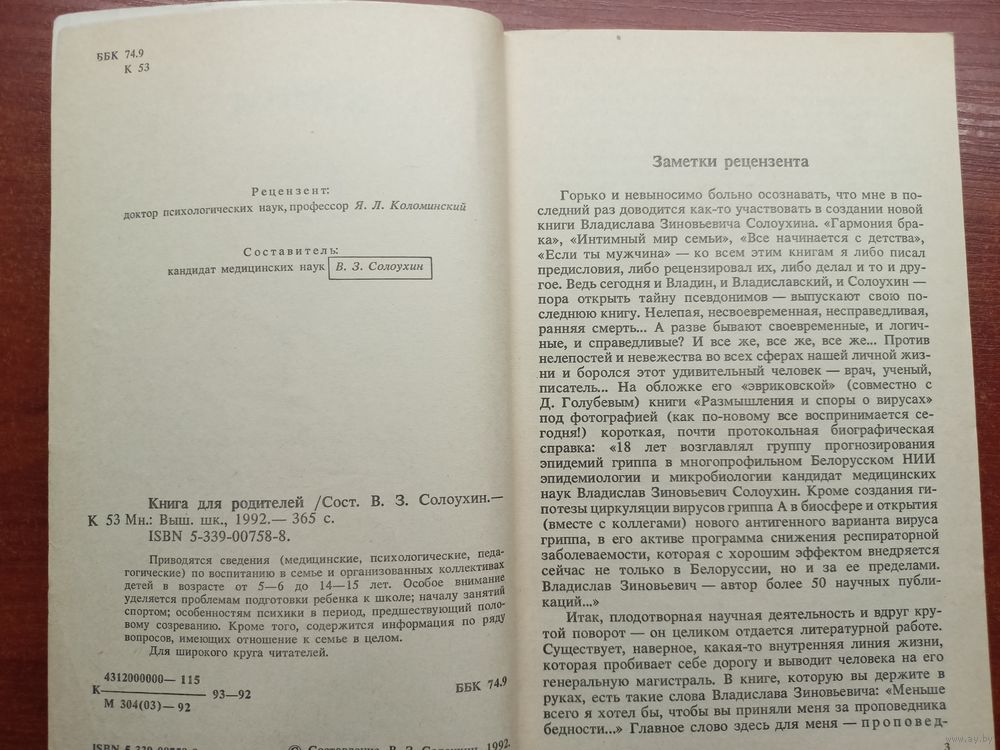 ББК 74.9
К 53
Рецензент:
доктор психологических наук, профессор Я. Л. Коломинский
Составитель:
кандидат медицинских наук В. З. Солоухин
Книга для родителей /Сост. В. З. Солоухин.—
К 53 Мн.: Выш. шк., 1992.— 365 с.
ISBN 5-339-00758-8.
Приводятся сведения (медицинские, психологические, педа-
гогические) по воспитанию в семье и организованных коллективах
детей в возрасте от 5—6 до 14—15 лет. Особое внимание
уделяется проблемам подготовки ребенка к школе; началу занятий
спортом; особенностям психики в период, предшествующий поло-
вому созреванию. Кроме того, содержится информация по ряду
вопросов, имеющих отношение к семье в целом.
Для широкого круга читателей.
4312000000— 115
К——— 93—92
М 304(03)—92
ББК 74.9
ISBN 5-339-00758-
© Составление. В. З. Солоухин, 1992.
Заметки рецензента
Горько и невыносимо больно осознавать, что мне в по-
следний раз доводится как-то участвовать в создании новой
книги Владислава Зиновьевича Солоухина. «Гармония бра-
ка», «Интимный мир семьи», «Все начинается с детства»,
«Если ты мужчина» — ко всем этим книгам я либо писал
предисловия, либо рецензировал их, либо делал и то и дру-
гое. Ведь сегодня и Владин, и Владиславский, и Солоухин —
пора открыть тайну псевдонимов — выпускают свою по-
следнюю книгу. Нелепая, несвоевременная, несправедливая,
ранняя смерть... А разве бывают своевременные, и логич-
ные, и справедливые? И все же, все же, все же... Против
нелепостей и невежества во всех сферах нашей личной жиз-
ни и боролся этот удивительный человек — врач, ученый,
писатель... На обложке его «эвриковской» (совместно с
Д. Голубевым) книги «Размышления и споры о вирусах»
под фотографией (как по-новому все воспринимается се-
годня!) короткая, почти протокольная биографическая
справка: «18 лет возглавлял группу прогнозирования
эпидемий гриппа в многопрофильном Белорусском НИИ
эпидемиологии и микробиологии кандидат медицинских
наук Владислав Зиновьевич Солоухин. Кроме создания ги-
потезы циркуляции вирусов гриппа А в биосфере и открытия
(вместе с коллегами) нового антигенного варианта вируса
гриппа, в его активе программа снижения респираторной
заболеваемости, которая с хорошим эффектом внедряется
сейчас не только в Белоруссии, но и за ее пределами.
Владислав Зиновьевич — автор более 50 научных публи-
каций...»
Итак, плодотворная научная деятельность и вдруг кру-
той поворот — он целиком отдается литературной работе.
Существует, наверное, какая-то внутренняя линия жизни,
которая пробивает себе дорогу и выводит человека на его
генеральную магистраль. В книге, которую вы держите в
руках, есть такие слова Владислава Зиновьевича: «Меньше
всего я хотел бы, чтобы вы приняли меня за проповедника
бедности...» Главное слово здесь для меня — проповед-
3
www.ay.by